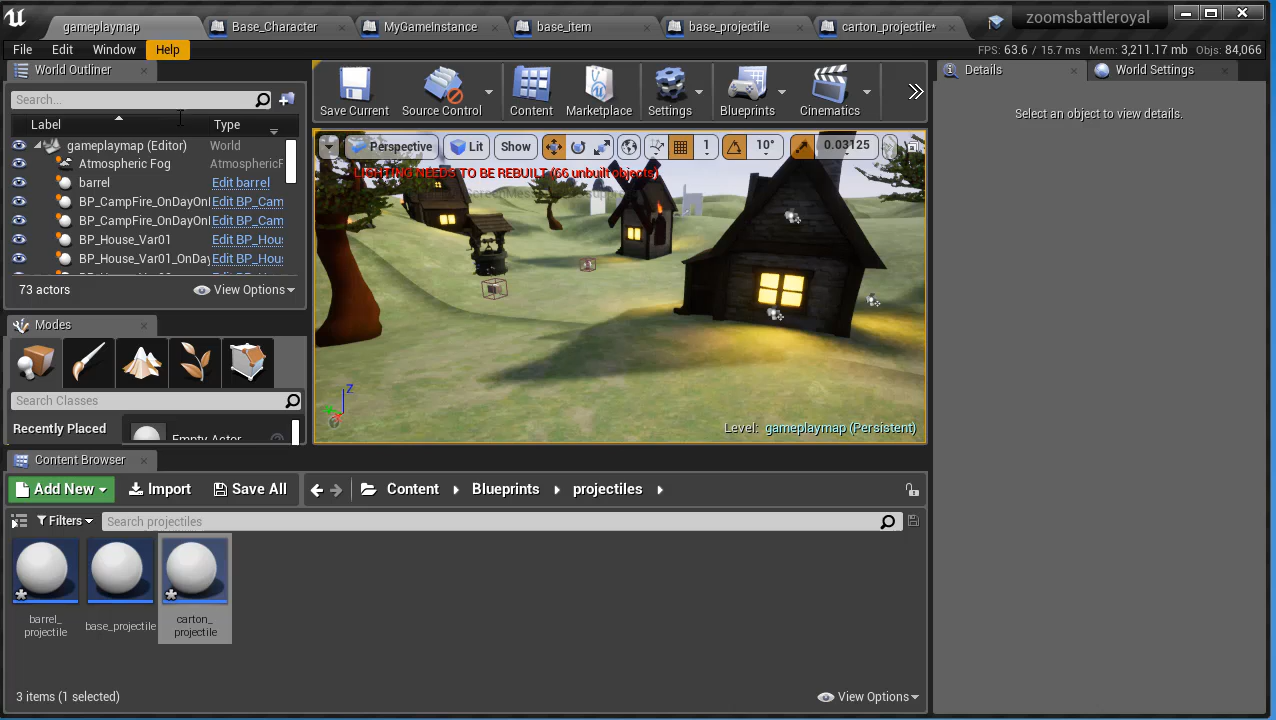 gameplaymap
Base_Character
MyGameInstance
base_item
base_projectile
carton_projectile*
zoomsbattleroyal
File Edit Window Help
FPS: 63.6 / 15.7 ms Mem: 3,211.17 mb Objs: 84,066
World Outliner
Search...
Label Type
gameplaymap (Editor) World
Atmospheric Fog AtmosphericF
barrel Edit barrel
BP_CampFire_OnDayOnl Edit BP_Cam
BP_CampFire_OnDayOnl Edit BP_Cam
BP_House_Var01 Edit BP_Hous
BP_House_Var01_OnDay Edit BP_Hous
73 actors View Options
Modes
Search Classes
Recently Placed Empty Actor
Save Current Source Control Content Marketplace Settings Blueprints Cinematics
Perspective Lit Show 1 10° 0.03125
LIGHTING NEEDS TO BE REBUILT (66 unbuilt objects)
Level: gameplaymap (Persistent)
Details World Settings
Select an object to view details.
Content Browser
Add New Import Save All Content Blueprints projectiles
Filters Search projectiles
barrel_
projectile
base_projectile
carton_
projectile
3 items (1 selected) View Options